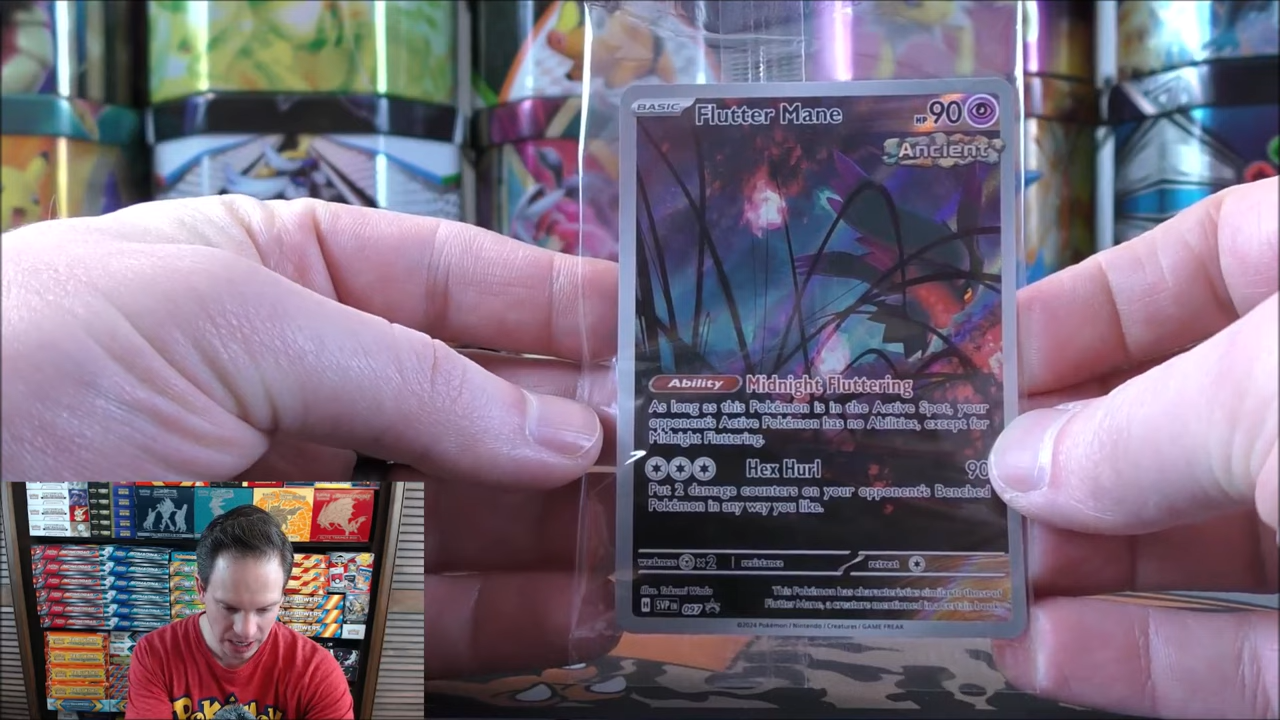 BASIC Flutter Mane HP 90
Ancient
Ability Midnight Fluttering
As long as this Pokémon is in the Active Spot, your
opponent's Active Pokémon has no Abilities, except for
Midnight Fluttering.
Hex Hurl 90
Put 2 damage counters on your opponent's Benched
Pokémon in any way you like.
weakness ×2 resistance retreat
Illus. Takumi Wada
H SVP EN 097
This Pokémon has characteristics similar to those of
Flutter Mane, a creature mentioned in a certain book.
©2024 Pokémon / Nintendo / Creatures / GAME FREAK
Pokémon